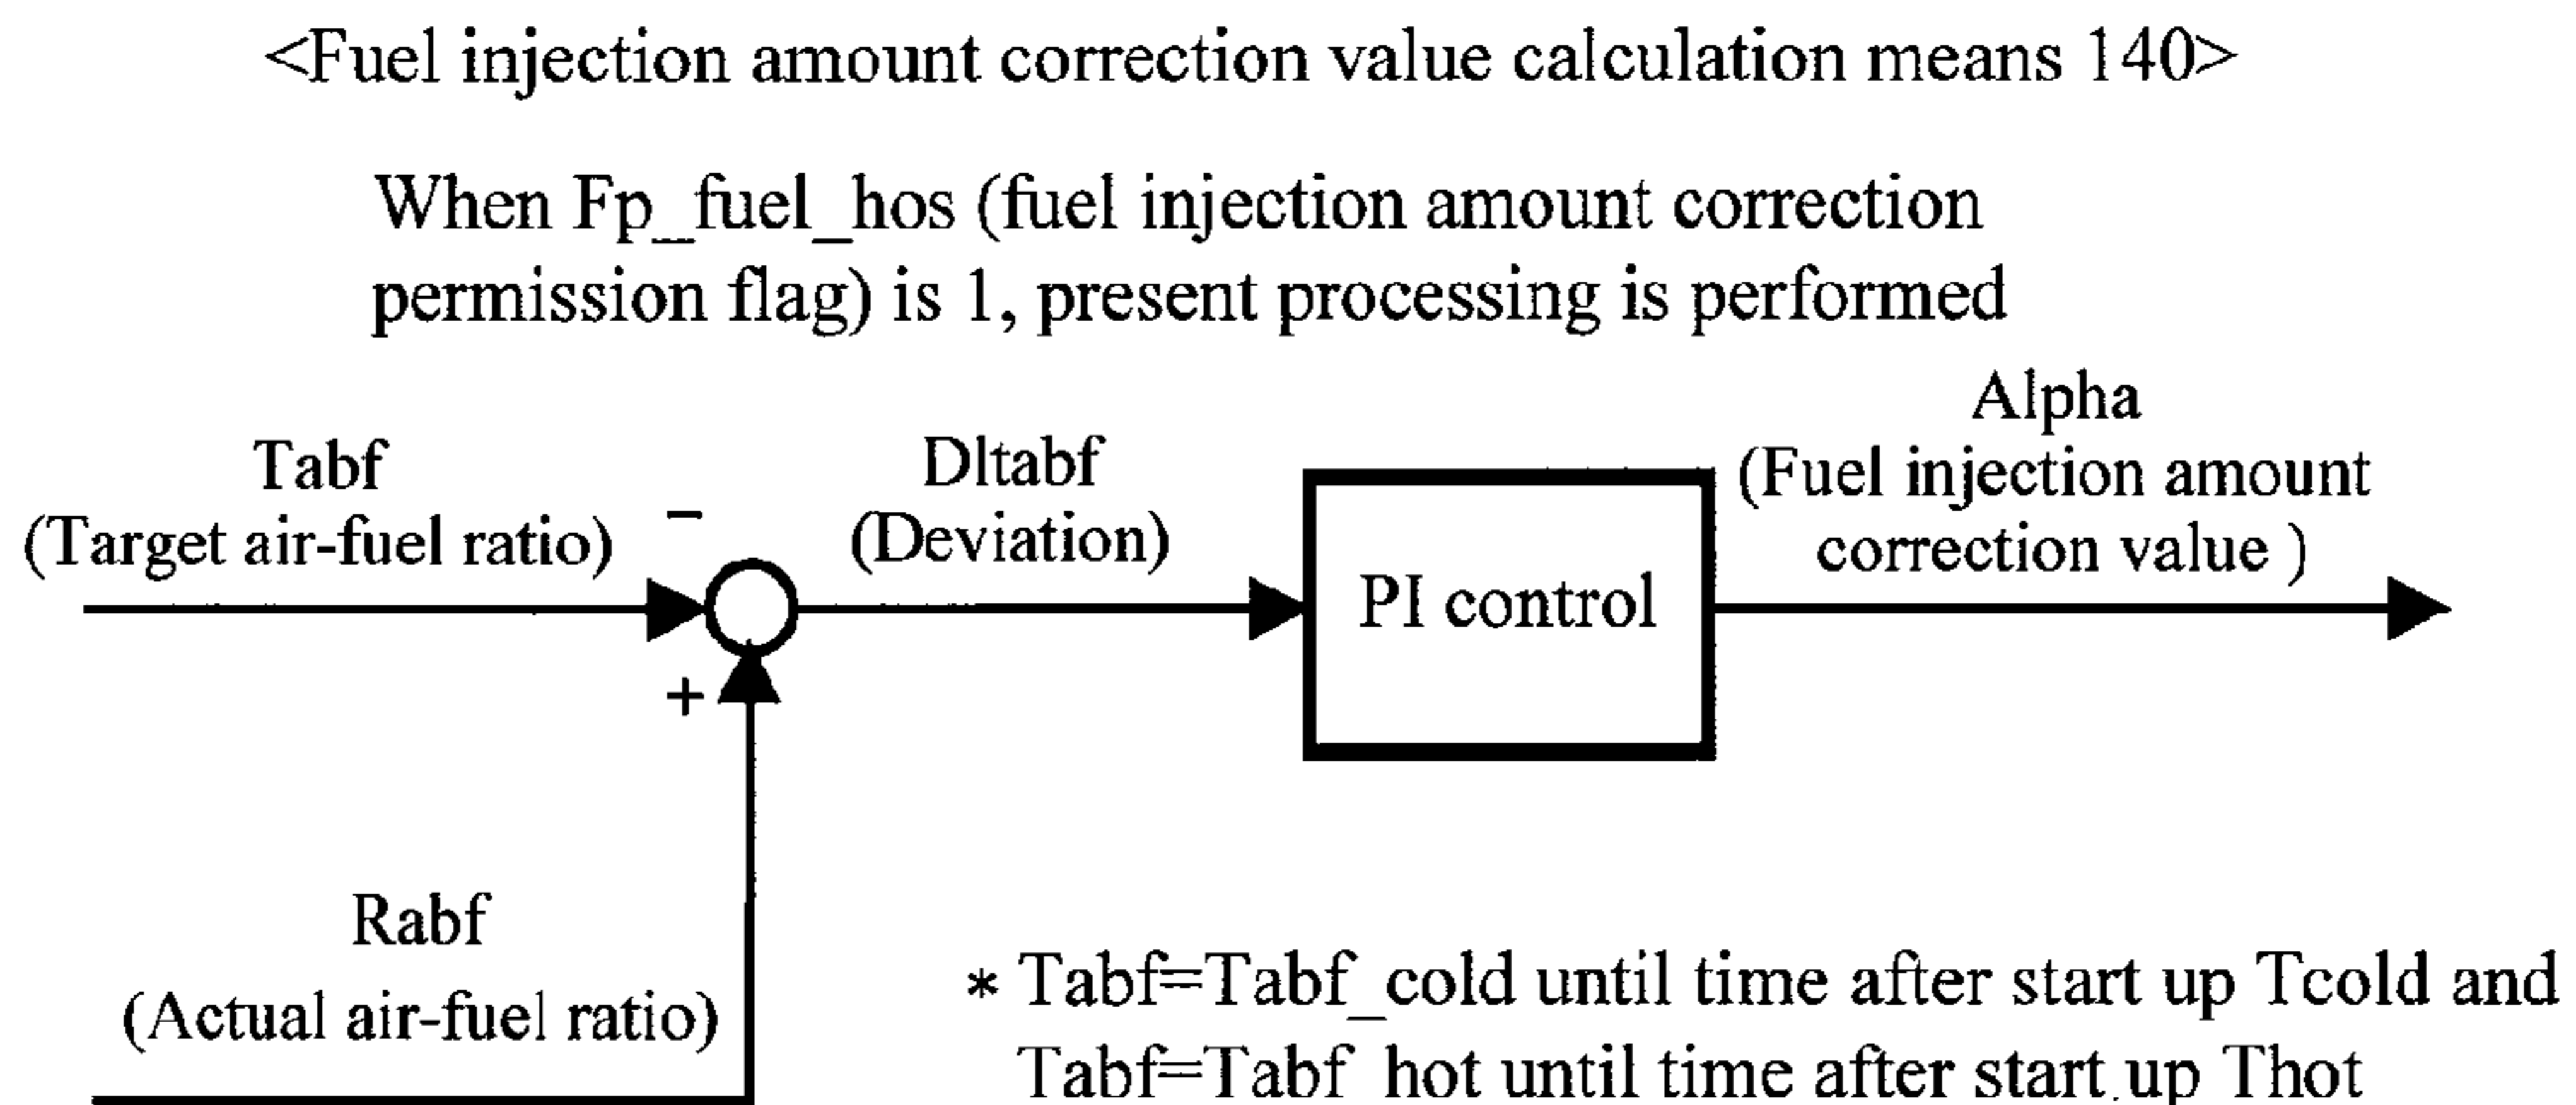 <Fuel injection amount correction value calculation means 140>
When Fp_fuel_hos (fuel injection amount correction
permission flag) is 1, present processing is performed
Tabf
(Target air-fuel ratio)
−
Dltabf
(Deviation)
PI control
Alpha
(Fuel injection amount
correction value )
+
Rabf
(Actual air-fuel ratio)
* Tabf=Tabf_cold until time after start up Tcold and
Tabf=Tabf hot until time after start up Thot